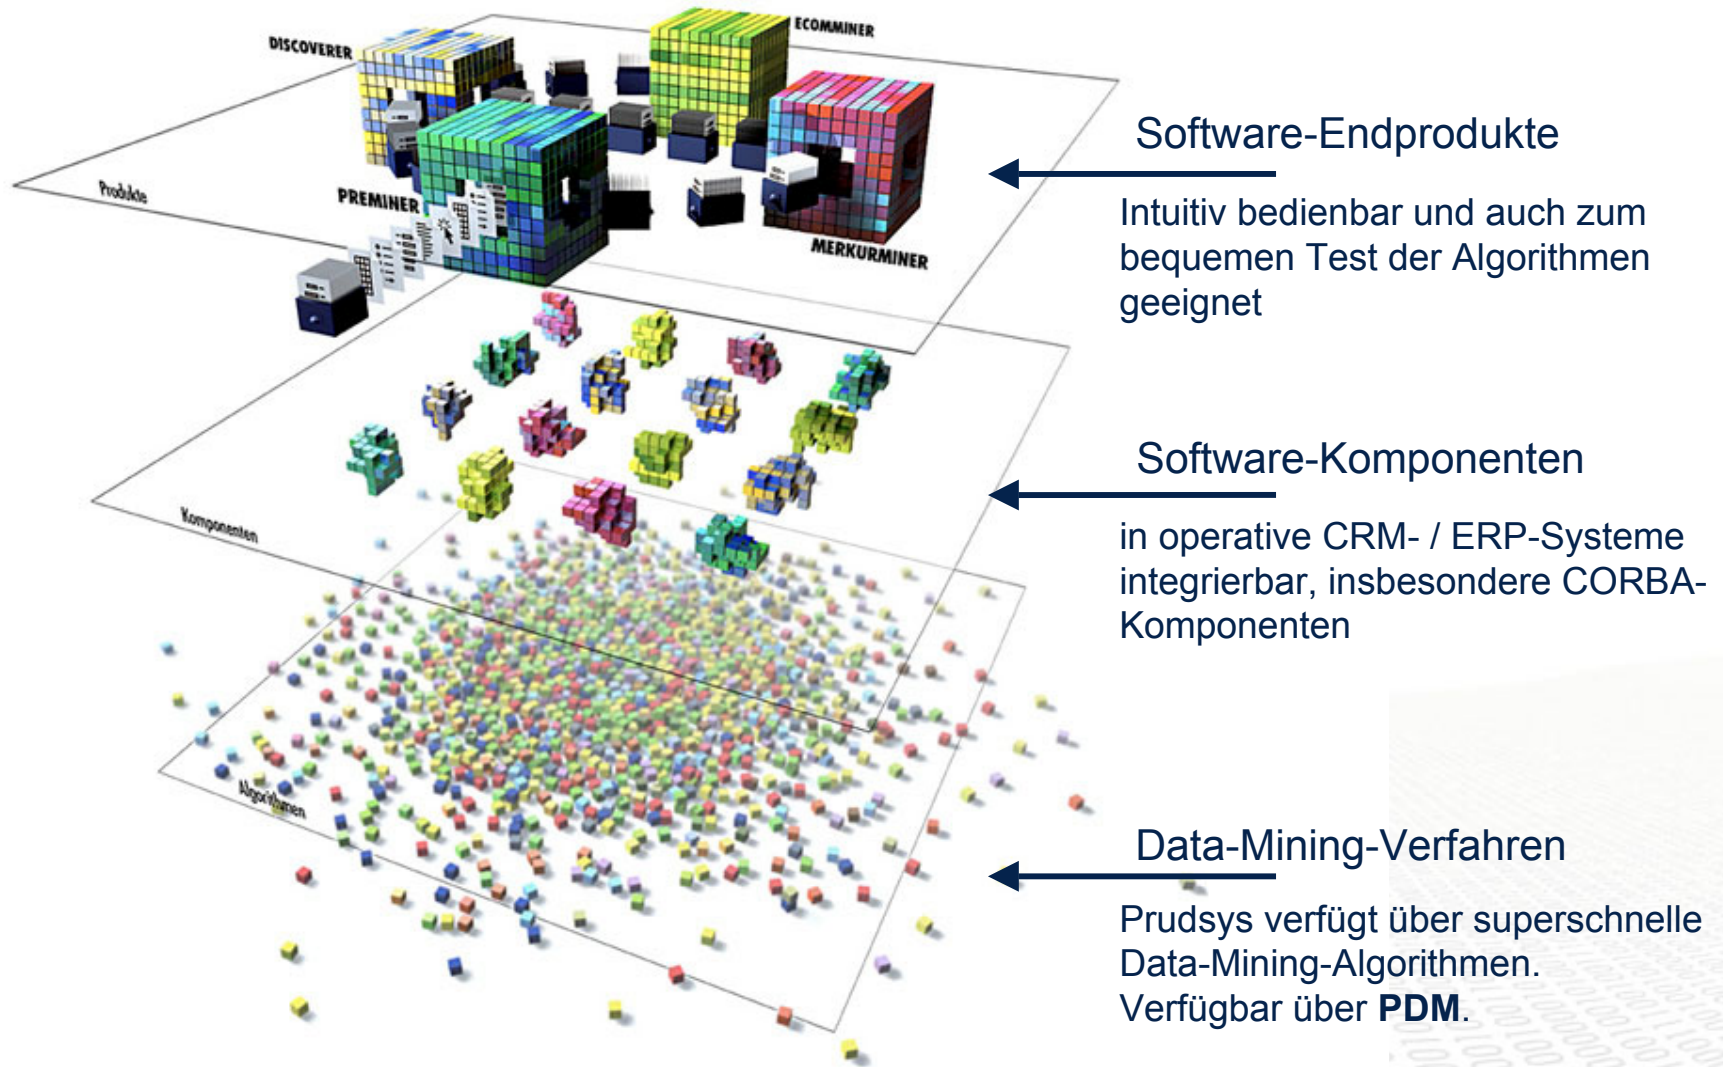 DISCOVERER
ECOMMINER
PREMINER
MERKURMINER
Produkte
Komponenten
Algorithmen
Software-Endprodukte
Intuitiv bedienbar und auch zum
bequemen Test der Algorithmen
geeignet
Software-Komponenten
in operative CRM- / ERP-Systeme
integrierbar, insbesondere CORBA-
Komponenten
Data-Mining-Verfahren
Prudsys verfügt über superschnelle
Data-Mining-Algorithmen.
Verfügbar über PDM.